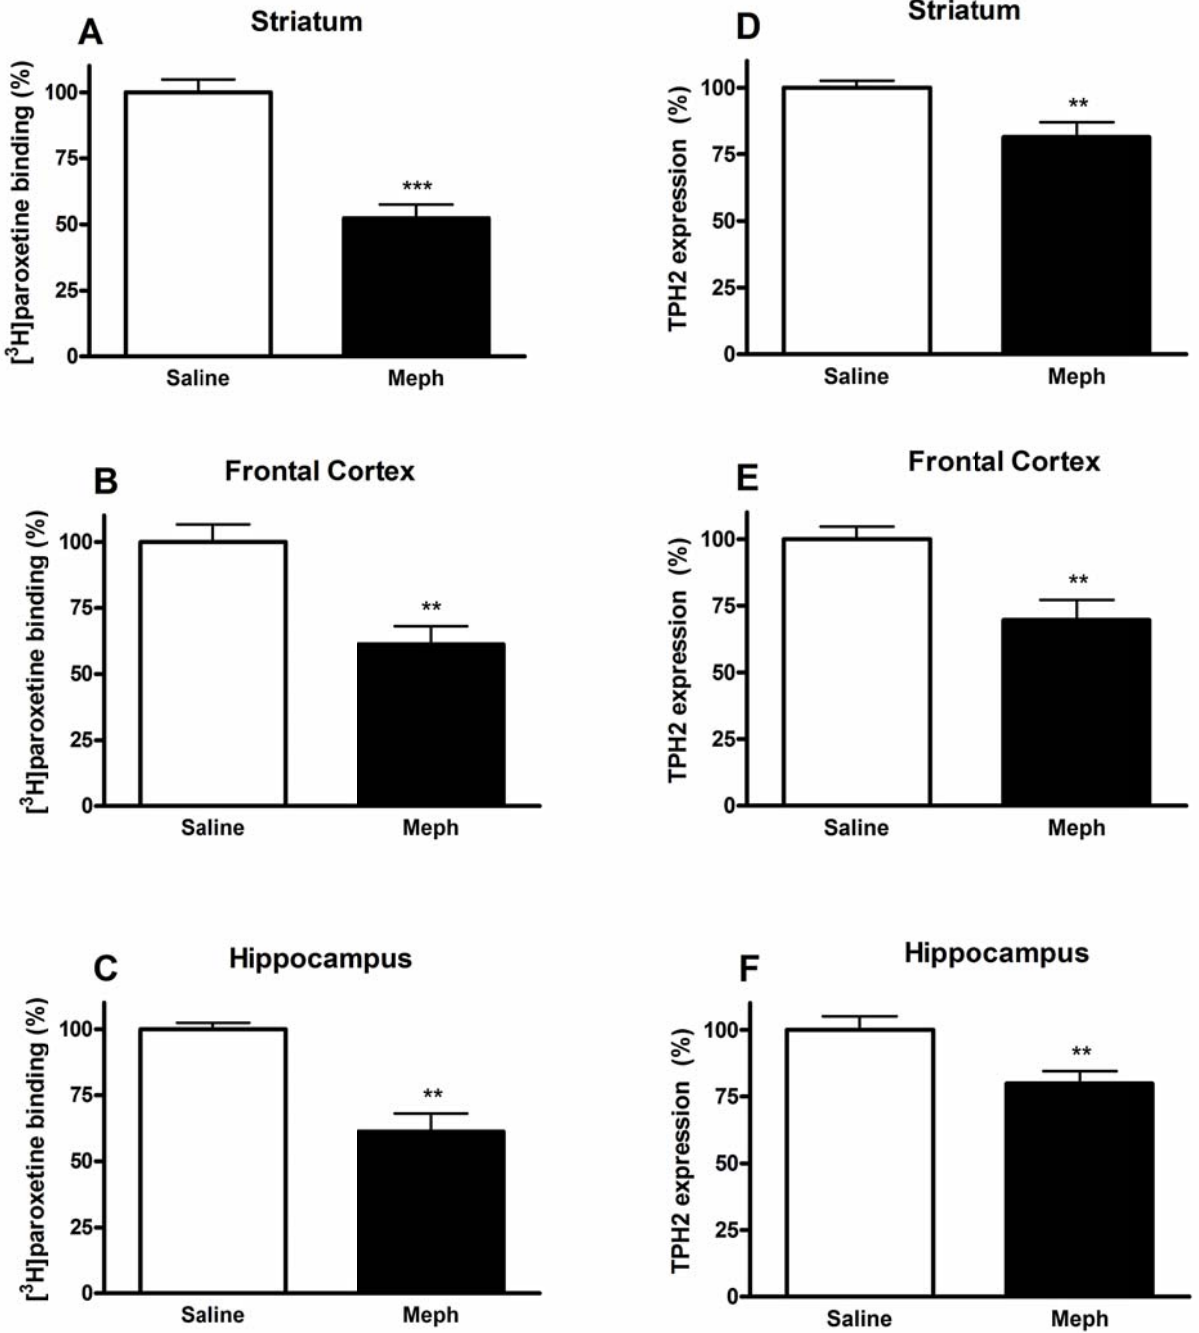 A
Striatum
[³H]paroxetine binding (%)
100
75
50
25
0
***
Saline
Meph
D
Striatum
TPH2 expression (%)
100
75
50
25
0
**
Saline
Meph
B
Frontal Cortex
[³H]paroxetine binding (%)
100
75
50
25
0
**
Saline
Meph
E
Frontal Cortex
TPH2 expression (%)
100
75
50
25
0
**
Saline
Meph
C
Hippocampus
[³H]paroxetine binding (%)
100
75
50
25
0
**
Saline
Meph
F
Hippocampus
TPH2 expression (%)
100
75
50
25
0
**
Saline
Meph